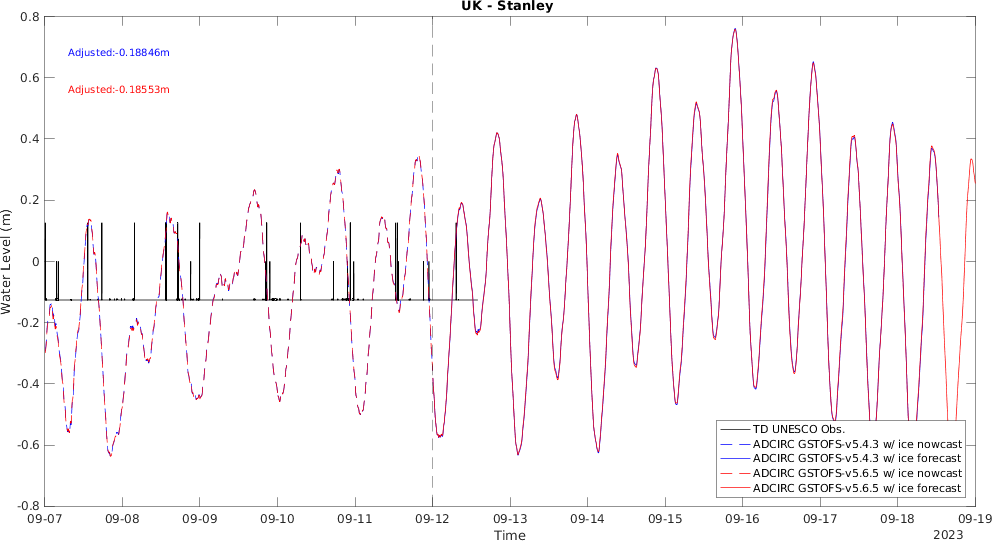 UK - Stanley
Adjusted:-0.18846m
Adjusted:-0.18553m
Water Level (m)
0.8
0.6
0.4
0.2
0
-0.2
-0.4
-0.6
-0.8
TD UNESCO Obs.
ADCIRC GSTOFS-v5.4.3 w/ ice nowcast
ADCIRC GSTOFS-v5.4.3 w/ ice forecast
ADCIRC GSTOFS-v5.6.5 w/ ice nowcast
ADCIRC GSTOFS-v5.6.5 w/ ice forecast
09-07 09-08 09-09 09-10 09-11 09-12 09-13 09-14 09-15 09-16 09-17 09-18 09-19
Time
2023